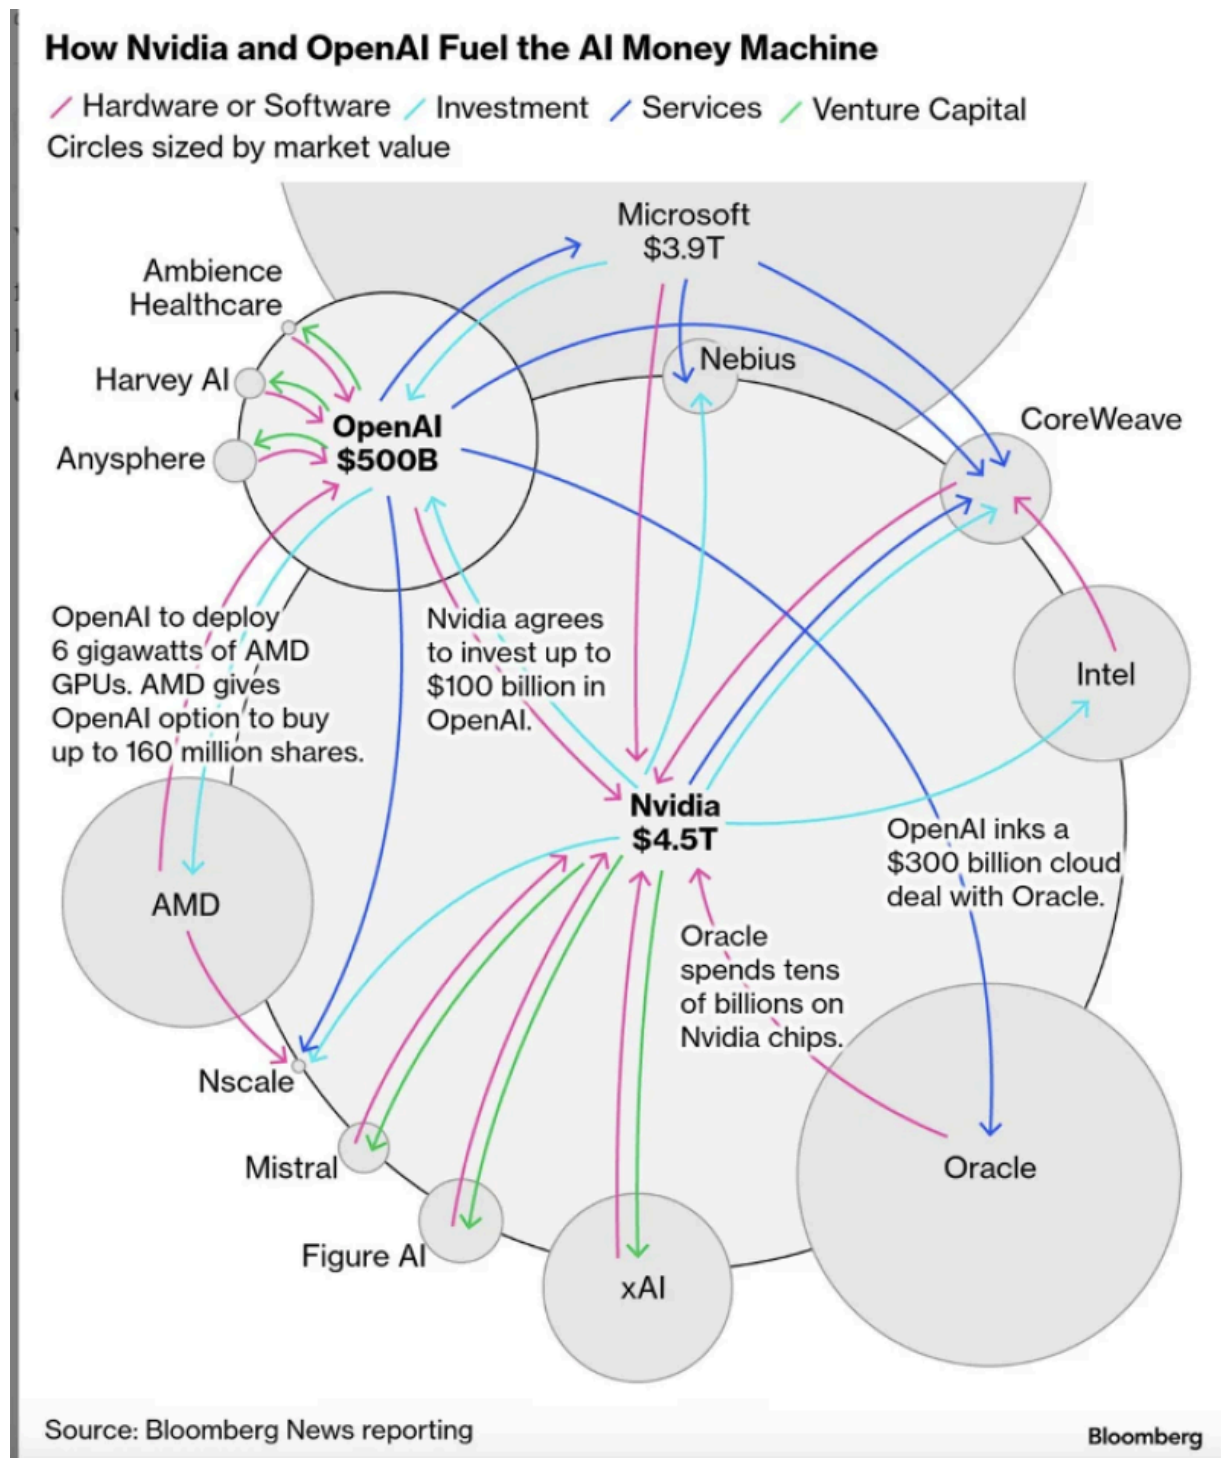 How Nvidia and OpenAI Fuel the AI Money Machine
Hardware or Software Investment Services Venture Capital
Circles sized by market value
Microsoft
$3.9T
Ambience
Healthcare
Harvey AI
Anysphere
OpenAI
$500B
Nebius
CoreWeave
Intel
OpenAI to deploy
6 gigawatts of AMD
GPUs. AMD gives
OpenAI option to buy
up to 160 million shares.
Nvidia agrees
to invest up to
$100 billion in
OpenAI.
Nvidia
$4.5T
OpenAI inks a
$300 billion cloud
deal with Oracle.
AMD
Oracle
spends tens
of billions on
Nvidia chips.
Nscale
Mistral
Figure AI
xAI
Oracle
Source: Bloomberg News reporting
Bloomberg